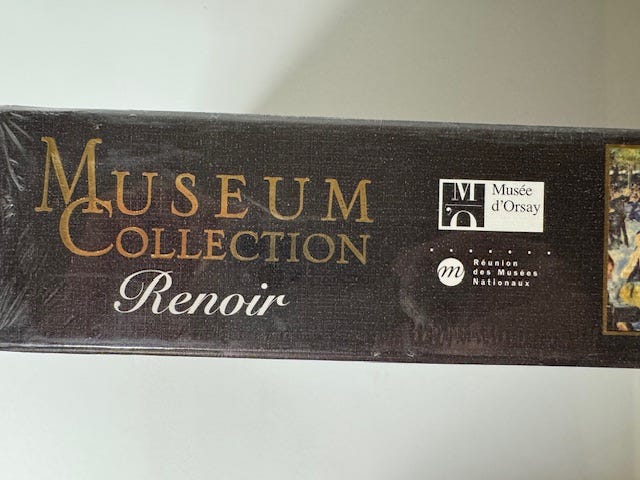 MUSEUM
COLLECTION
Renoir
M
'O
Musée
d'Orsay
m
Réunion
des Musées
Nationaux